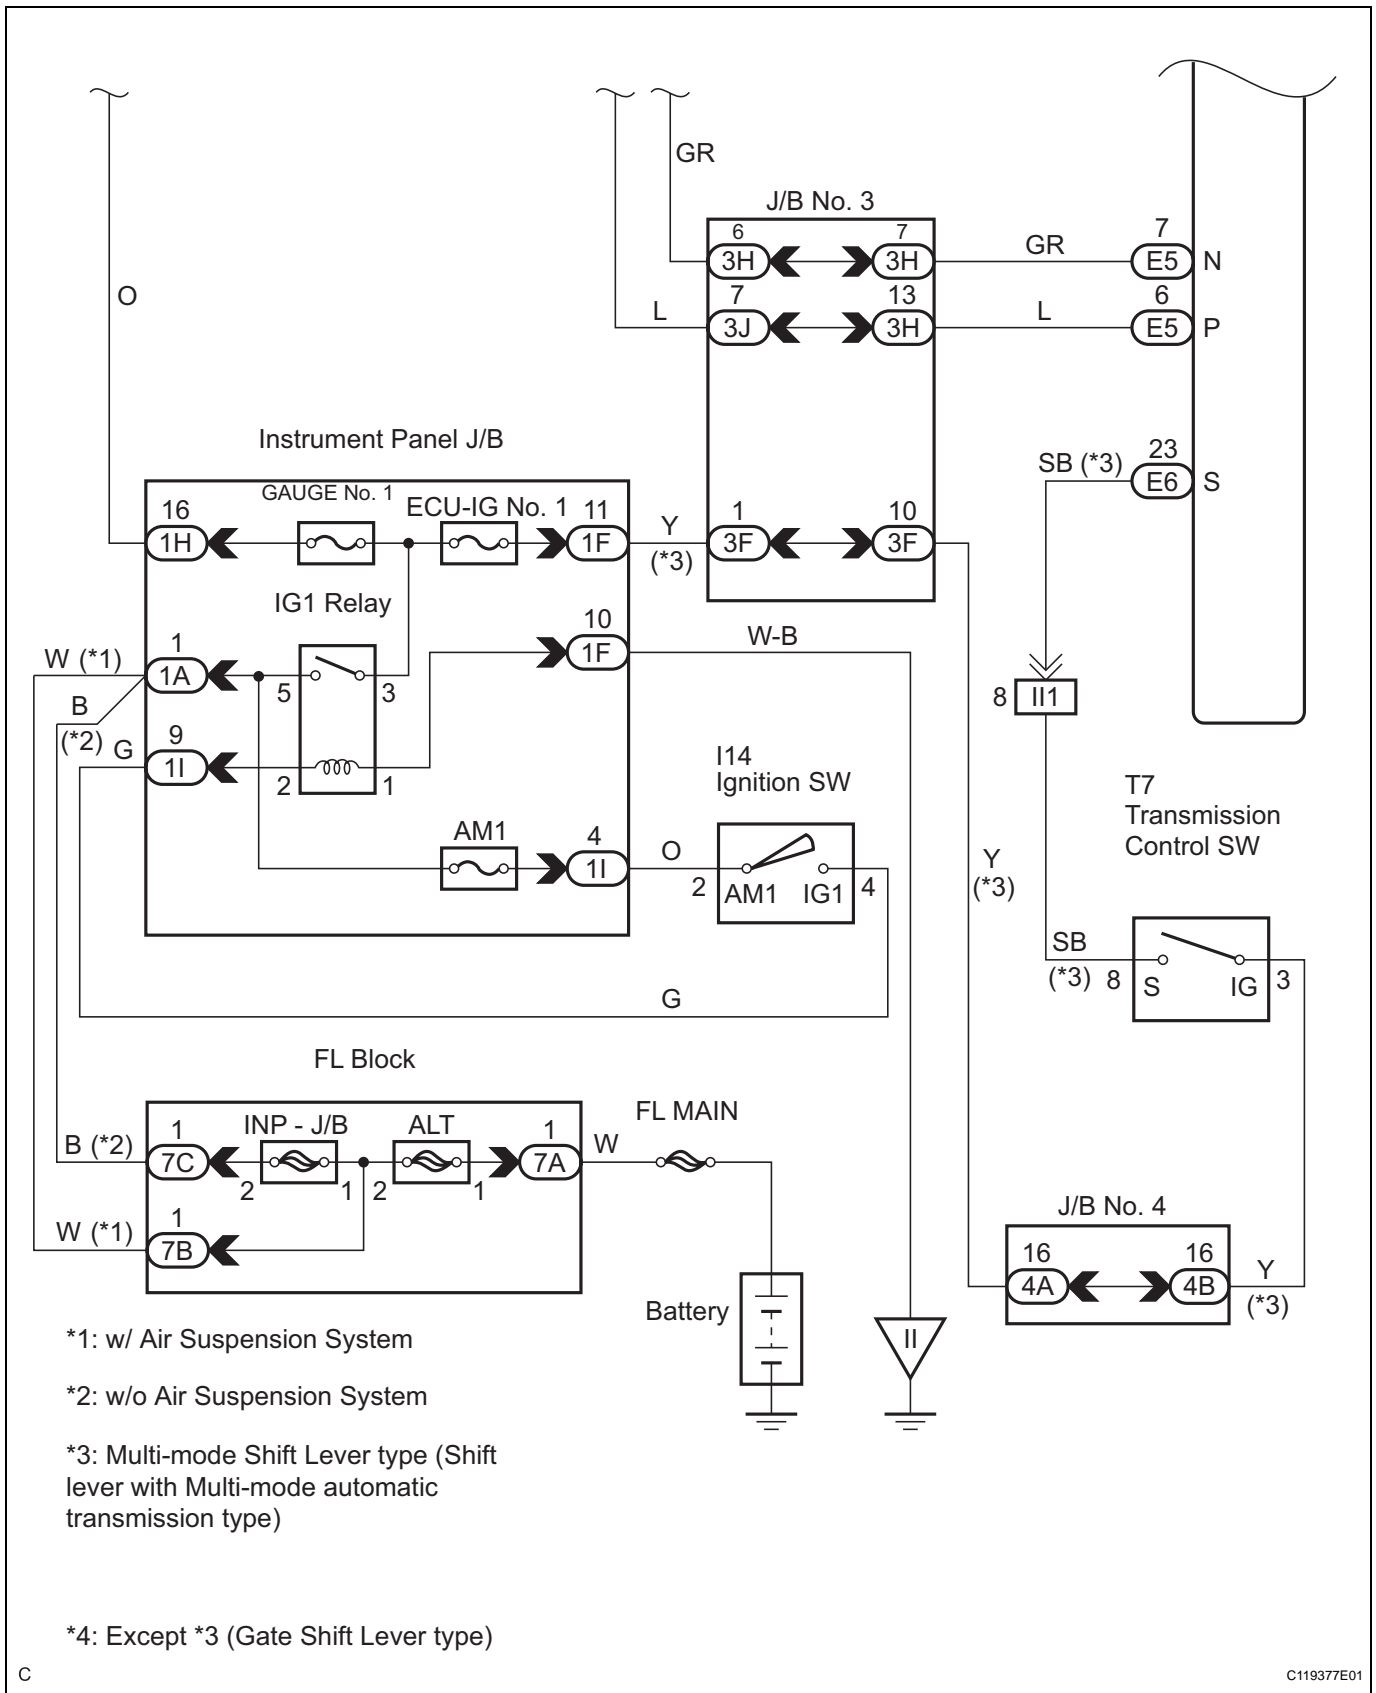 GR
J/B No. 3
6
7
7
3H
3H
GR
E5
N
O
7
13
6
L
3J
3H
L
E5
P
Instrument Panel J/B
SB (*3)
23
E6
S
GAUGE No. 1
ECU-IG No. 1
16
11
1
10
1H
1F
Y
(*3)
3F
3F
IG1 Relay
10
1F
W-B
W (*1)
1
1A
5
3
8
II1
B
(*2)
G
9
1I
2
1
I14
Ignition SW
T7
Transmission
Control SW
AM1
4
1I
O
2
AM1
IG1
4
Y
(*3)
SB
(*3)
8
S
IG
3
G
FL Block
INP - J/B
ALT
FL MAIN
B (*2)
1
7C
2
1
2
1
1
7A
W
W (*1)
1
7B
J/B No. 4
16
16
4A
4B
Y
(*3)
Battery
II
*1: w/ Air Suspension System
*2: w/o Air Suspension System
*3: Multi-mode Shift Lever type (Shift
lever with Multi-mode automatic
transmission type)
*4: Except *3 (Gate Shift Lever type)
C
C119377E01